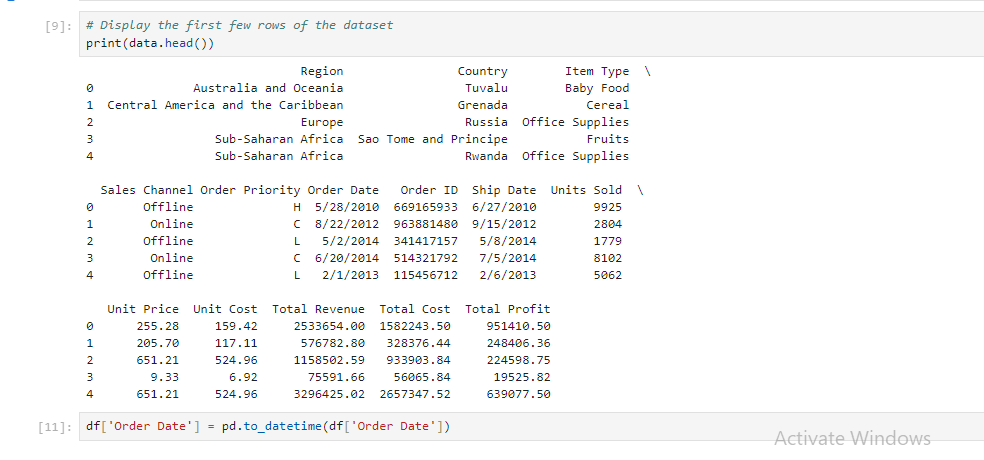 [9]: # Display the first few rows of the dataset
print(data.head())
Region Country Item Type \
0 Australia and Oceania Tuvalu Baby Food
1 Central America and the Caribbean Grenada Cereal
2 Europe Russia Office Supplies
3 Sub-Saharan Africa Sao Tome and Principe Fruits
4 Sub-Saharan Africa Rwanda Office Supplies
Sales Channel Order Priority Order Date Order ID Ship Date Units Sold \
0 Offline H 5/28/2010 669165933 6/27/2010 9925
1 Online C 8/22/2012 963881480 9/15/2012 2804
2 Offline L 5/2/2014 341417157 5/8/2014 1779
3 Online C 6/20/2014 514321792 7/5/2014 8102
4 Offline L 2/1/2013 115456712 2/6/2013 5062
Unit Price Unit Cost Total Revenue Total Cost Total Profit
0 255.28 159.42 2533654.00 1582243.50 951410.50
1 205.70 117.11 576782.80 328376.44 248406.36
2 651.21 524.96 1158502.59 933903.84 224598.75
3 9.33 6.92 75591.66 56065.84 19525.82
4 651.21 524.96 3296425.02 2657347.52 639077.50
[11]: df['Order Date'] = pd.to_datetime(df['Order Date'])
Activate Windows